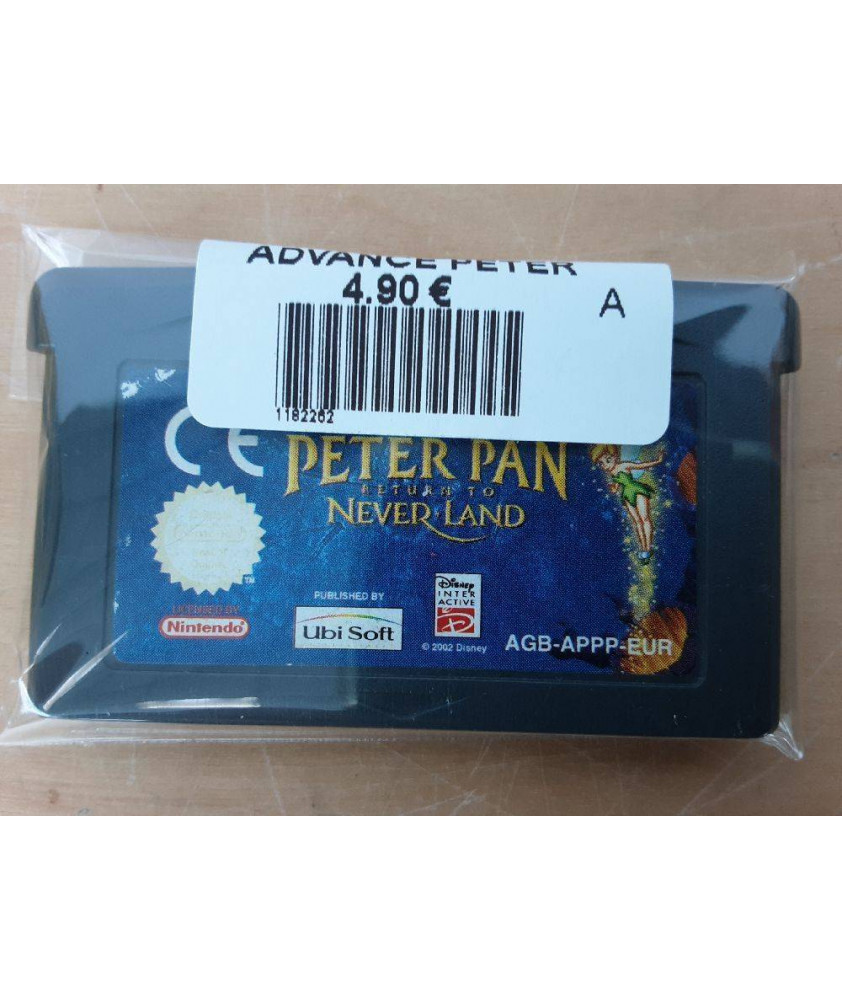 ADVANCE PETER
4.90 €
A
1182262
CE
PETER PAN
RETURN TO
NEVER LAND
TM
LICENSED BY
Nintendo
PUBLISHED BY
Ubi Soft
Disney
INTER
ACTIVE
© 2002 Disney
AGB-APPP-EUR